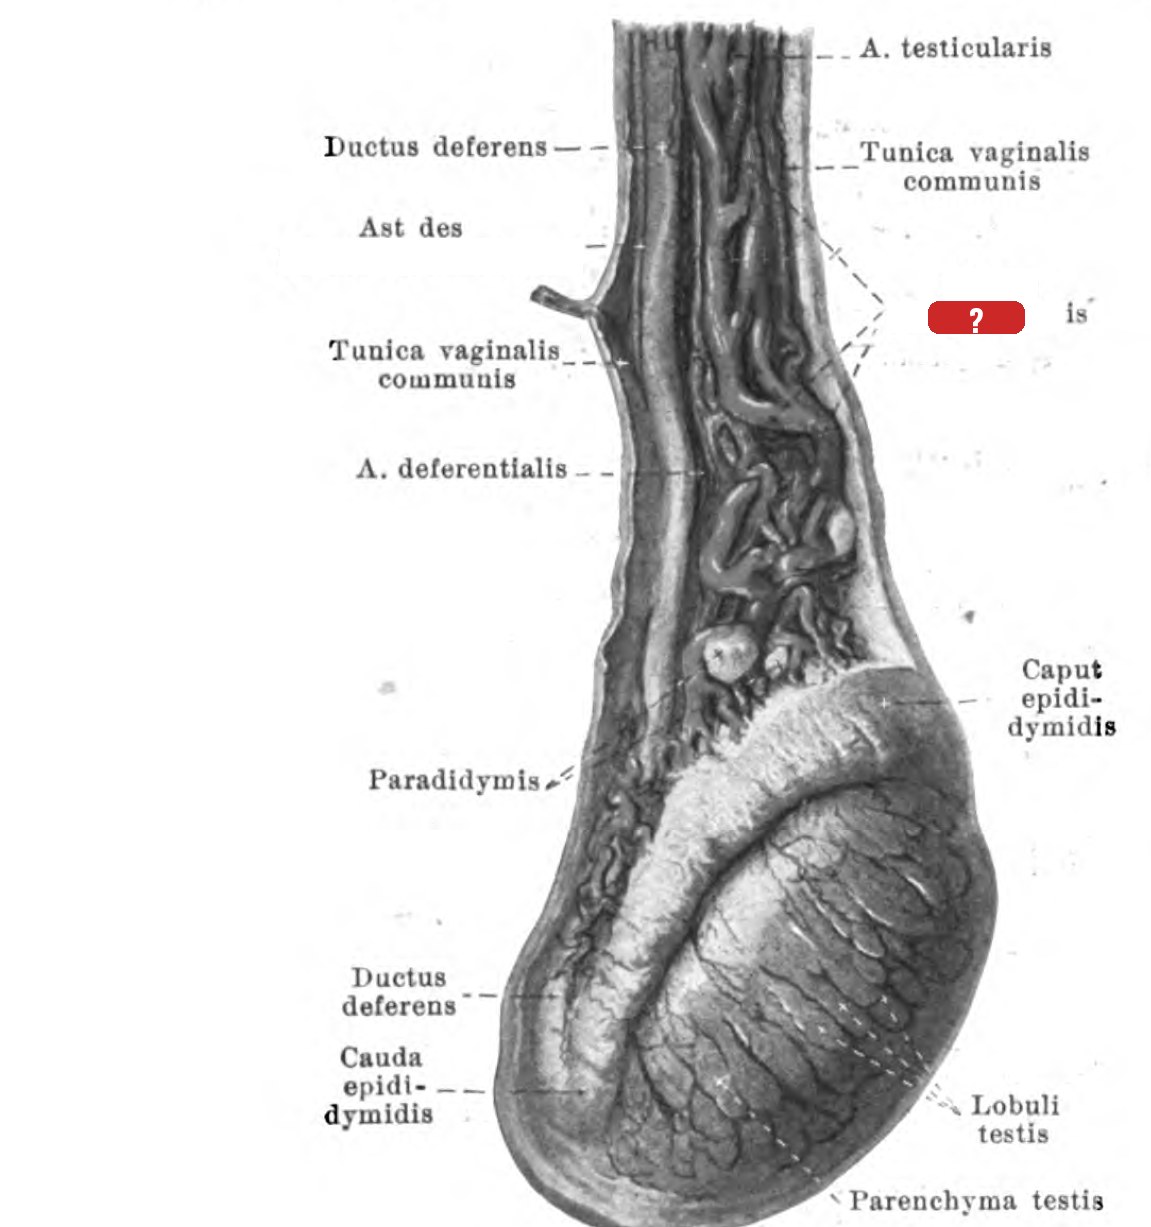 A. testicularis
Ductus deferens
Tunica vaginalis
communis
Ast des
?
is
Tunica vaginalis
communis
A. deferentialis
Caput
epidi-
dymidis
Paradidymis
Ductus
deferens
Cauda
epidi-
dymidis
Lobuli
testis
Parenchyma testis